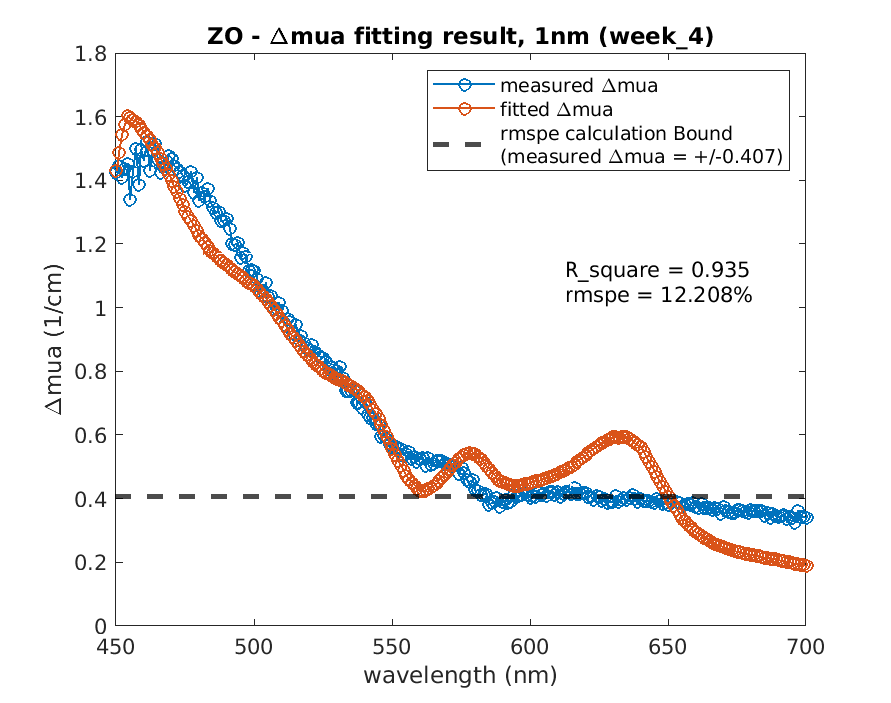 ZO - Δmua fitting result, 1nm (week_4)
1.8
1.6
1.4
1.2
1
0.8
0.6
0.4
0.2
0
Δmua (1/cm)
measured Δmua
fitted Δmua
rmspe calculation Bound
(measured Δmua = +/-0.407)
R_square = 0.935
rmspe = 12.208%
450 500 550 600 650 700
wavelength (nm)